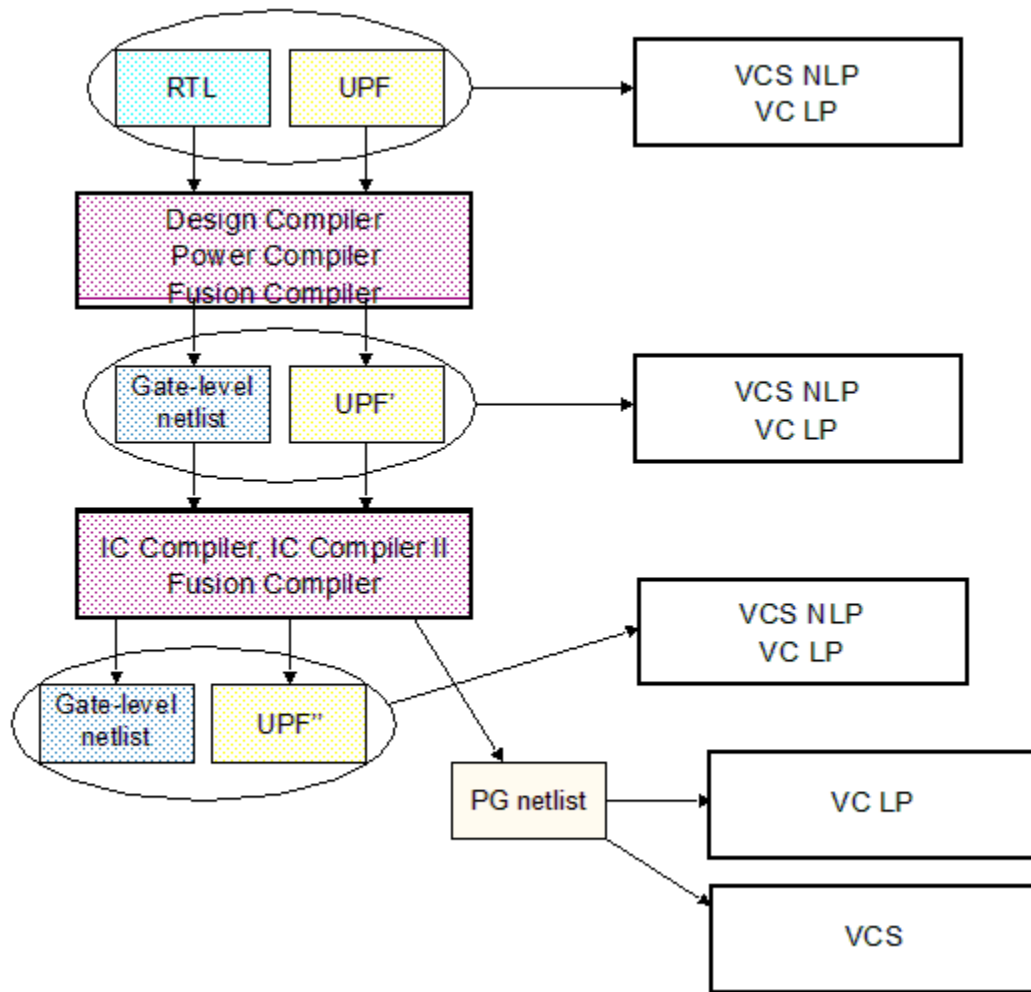 RTL
UPF
VCS NLP
VC LP
Design Compiler
Power Compiler
Fusion Compiler
Gate-level
netlist
UPF'
VCS NLP
VC LP
IC Compiler, IC Compiler II
Fusion Compiler
VCS NLP
VC LP
Gate-level
netlist
UPF''
PG netlist
VC LP
VCS